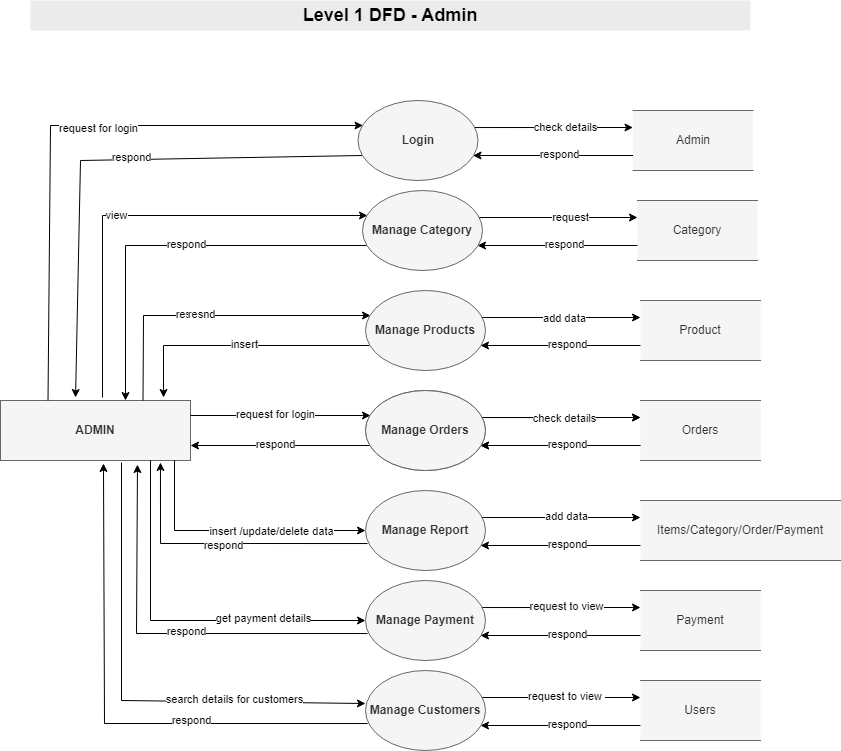 Level 1 DFD - Admin
request for login
Login
check details
Admin
respond
respond
view
Manage Category
request
Category
respond
respond
Manage Products
add data
Product
insert
respond
ADMIN
request for login
Manage Orders
check details
Orders
respond
respond
insert /update/delete data
respond
Manage Report
add data
Items/Category/Order/Payment
respond
get payment details
respond
Manage Payment
request to view
Payment
respond
search details for customers
respond
Manage Customers
request to view
Users
respond